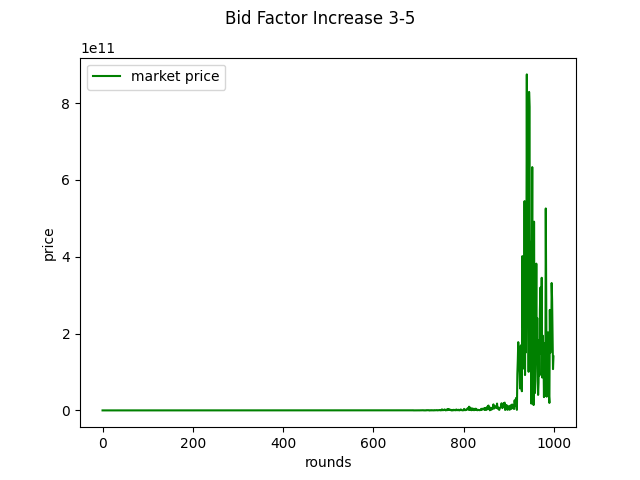 Bid Factor Increase 3-5
1e11
market price
8
6
4
2
0
price
0 200 400 600 800 1000
rounds